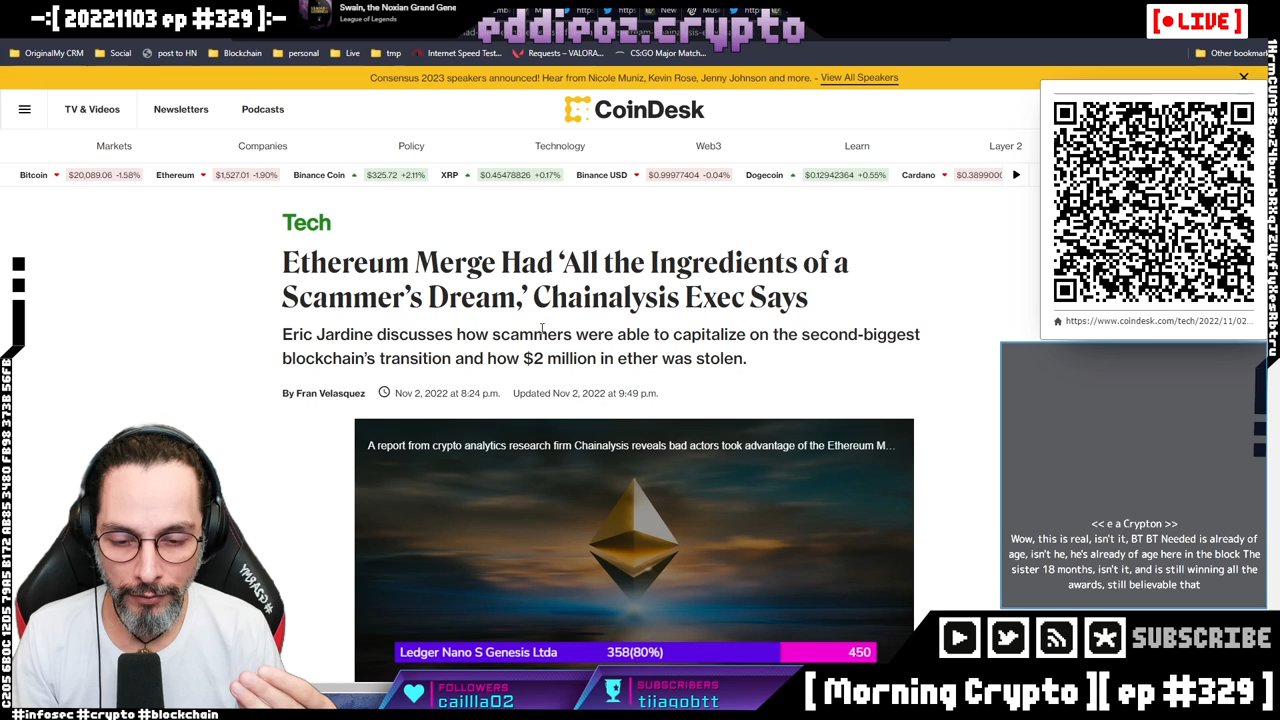 —:[ 20221103 ep #329 ]:—
Swain, the Noxian Grand Gene
League of Legends
eddieoz.crypto
[ ● LIVE ]
OriginalMy CRM
Social
post to HN
Blockchain
personal
Live
tmp
Internet Speed Test...
Requests – VALORA...
CS:GO Major Match...
Other bookmar
Consensus 2023 speakers announced! Hear from Nicole Muniz, Kevin Rose, Jenny Johnson and more. - View All Speakers
TV & Videos
Newsletters
Podcasts
CoinDesk
Markets
Companies
Policy
Technology
Web3
Learn
Layer 2
Bitcoin $20,089.06 -1.58%
Ethereum $1,527.01 -1.90%
Binance Coin $325.72 +2.11%
XRP $0.45478826 +0.17%
Binance USD $0.99977404 -0.04%
Dogecoin $0.12942364 +0.55%
Cardano $0.3899000
https://www.coindesk.com/tech/2022/11/02...
Tech
Ethereum Merge Had ‘All the Ingredients of a
Scammer’s Dream,’ Chainalysis Exec Says
Eric Jardine discusses how scammers were able to capitalize on the second-biggest
blockchain’s transition and how $2 million in ether was stolen.
By Fran Velasquez
Nov 2, 2022 at 8:24 p.m.
Updated Nov 2, 2022 at 9:49 p.m.
A report from crypto analytics research firm Chainalysis reveals bad actors took advantage of the Ethereum M...
<< e a Crypton >>
Wow, this is real, isn't it, BT BT Needed is already of
age, isn't he, he's already of age here in the block The
sister 18 months, isn't it, and is still winning all the
awards, still believable that
Ledger Nano S Genesis Ltda 358(80%) 450
FOLLOWERS
caillla02
SUBSCRIBERS
tiiagobtt
SUBSCRIBE
[ Morning Crypto ][ ep #329 ]
#infosec #crypto #blockchain